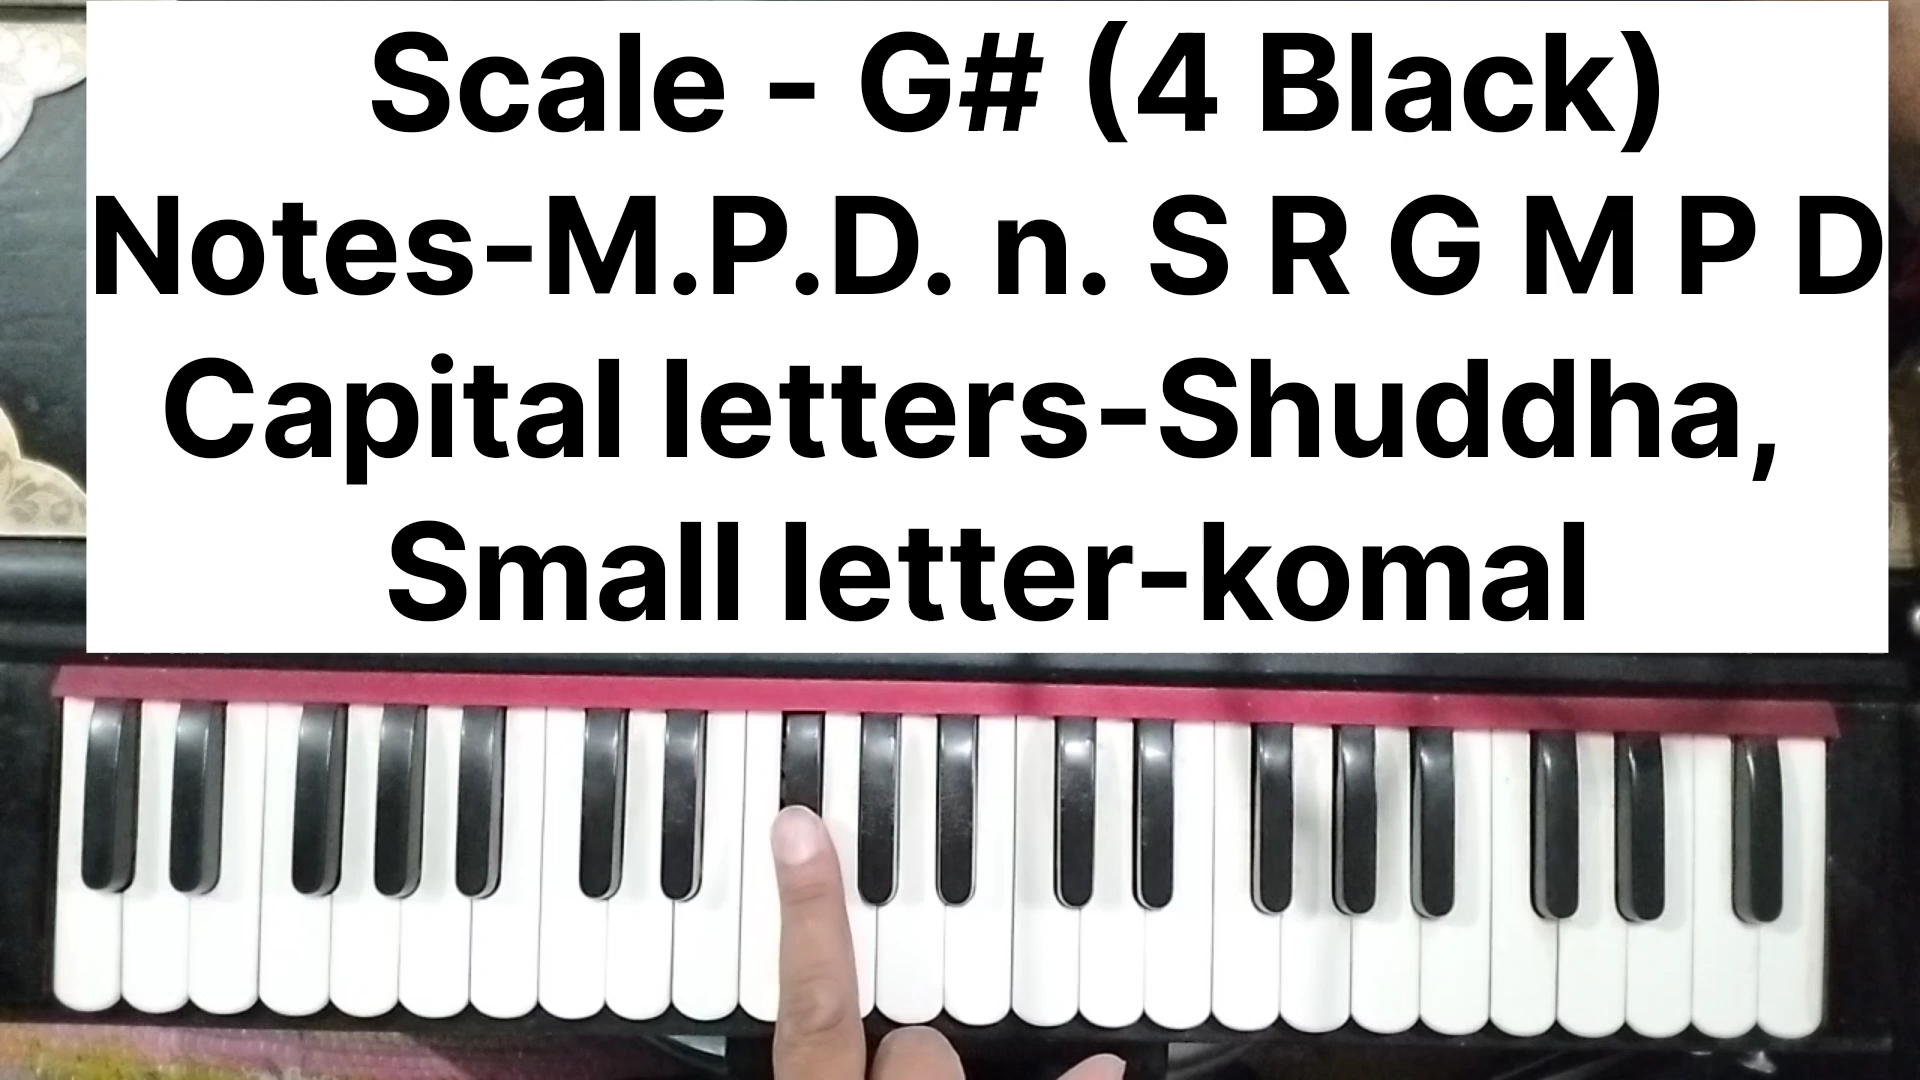 Scale - G# (4 Black)
Notes-M.P.D. n. S R G M P D
Capital letters-Shuddha,
Small letter-komal